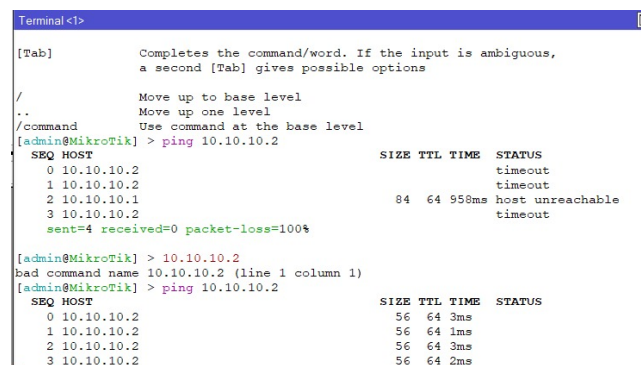 Terminal <1>
[Tab] Completes the command/word. If the input is ambiguous,
a second [Tab] gives possible options
/ Move up to base level
.. Move up one level
/command Use command at the base level
[admin@MikroTik] > ping 10.10.10.2
SEQ HOST SIZE TTL TIME STATUS
0 10.10.10.2 timeout
1 10.10.10.2 timeout
2 10.10.10.1 84 64 958ms host unreachable
3 10.10.10.2 timeout
sent=4 received=0 packet-loss=100%
[admin@MikroTik] > 10.10.10.2
bad command name 10.10.10.2 (line 1 column 1)
[admin@MikroTik] > ping 10.10.10.2
SEQ HOST SIZE TTL TIME STATUS
0 10.10.10.2 56 64 3ms
1 10.10.10.2 56 64 1ms
2 10.10.10.2 56 64 3ms
3 10.10.10.2 56 64 2ms